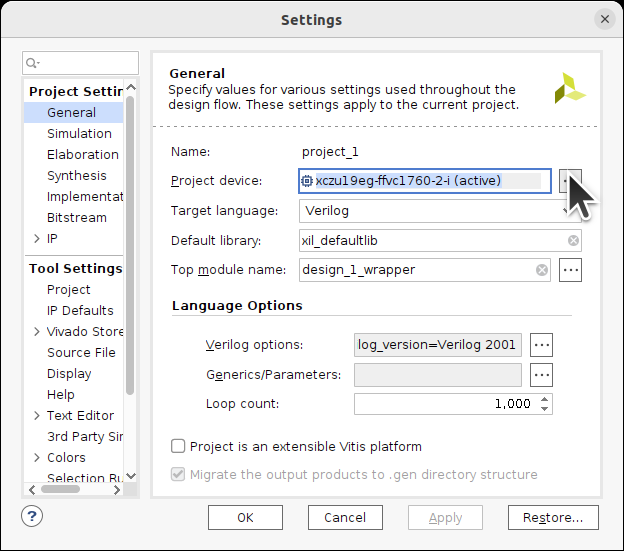 Settings
Project Settin
General
Simulation
Elaboration
Synthesis
Implementat
Bitstream
IP
Tool Settings
Project
IP Defaults
Vivado Store
Source File
Display
Help
Text Editor
3rd Party Sin
Colors
Selection Ru
General
Specify values for various settings used throughout the
design flow. These settings apply to the current project.
Name: project_1
Project device: xczu19eg-ffvc1760-2-i (active)
Target language: Verilog
Default library: xil_defaultlib
Top module name: design_1_wrapper
Language Options
Verilog options: log_version=Verilog 2001
Generics/Parameters:
Loop count: 1,000
Project is an extensible Vitis platform
Migrate the output products to .gen directory structure
? OK Cancel Apply Restore...